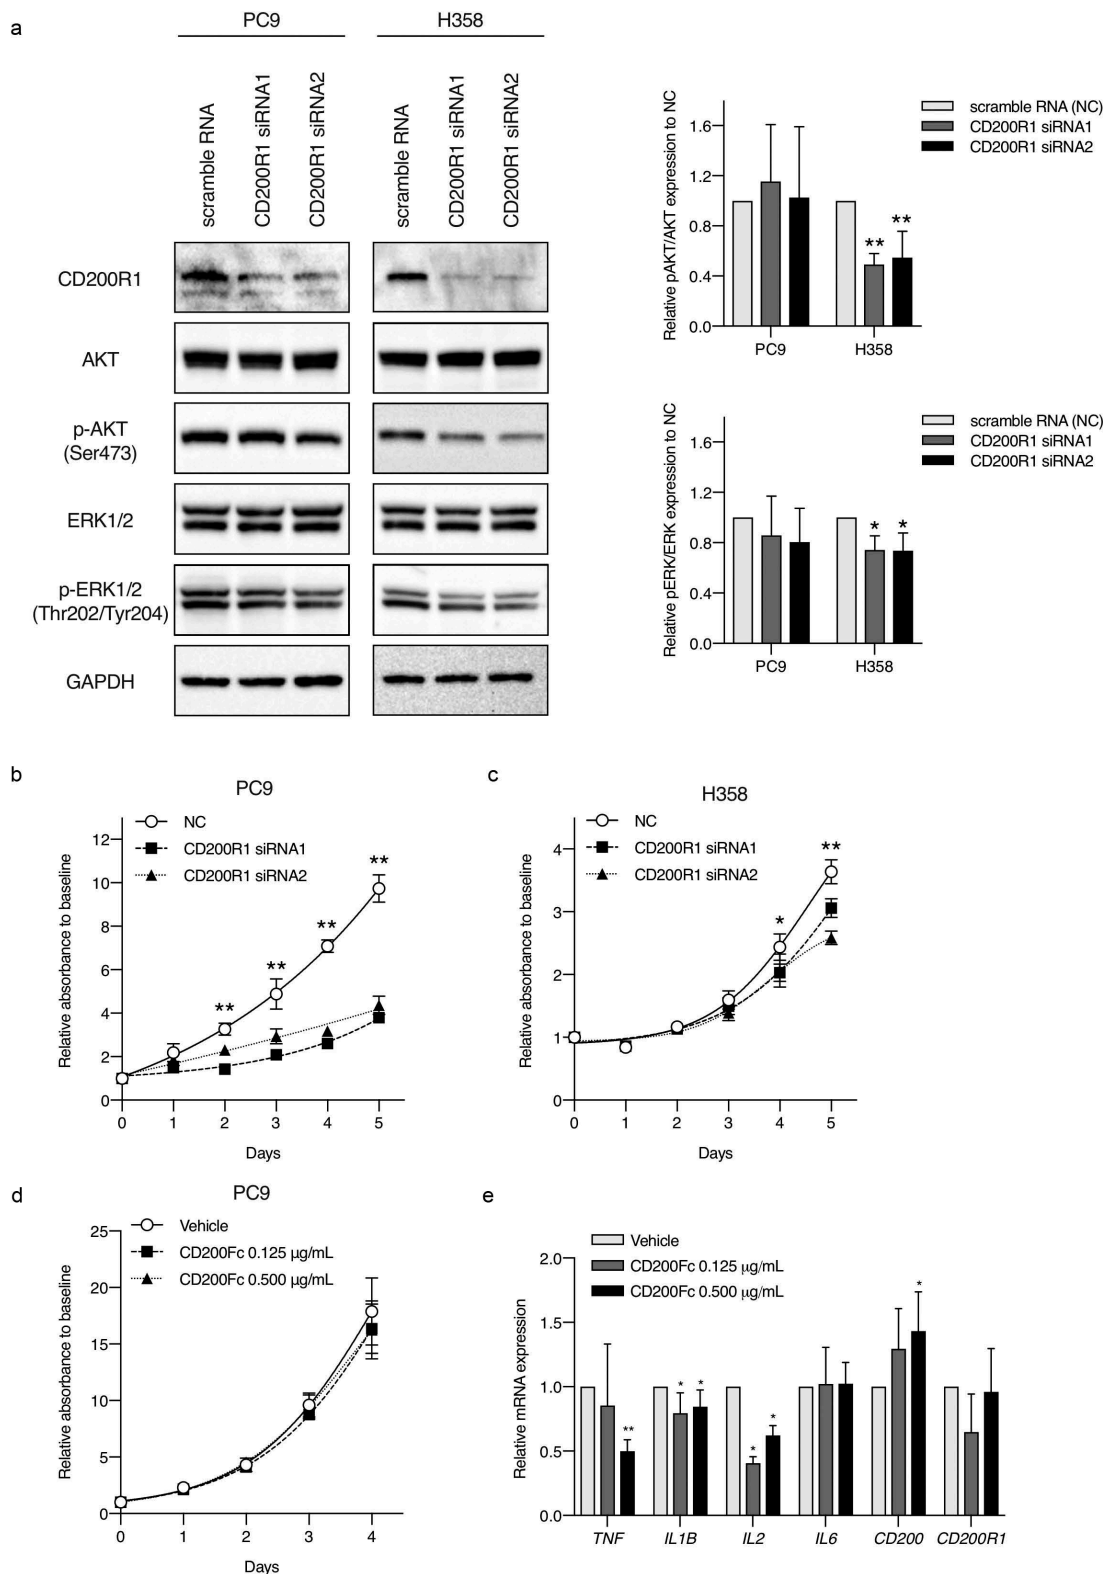 a
PC9
H358
scramble RNA
CD200R1 siRNA1
CD200R1 siRNA2
scramble RNA
CD200R1 siRNA1
CD200R1 siRNA2
CD200R1
AKT
p-AKT
(Ser473)
ERK1/2
p-ERK1/2
(Thr202/Tyr204)
GAPDH
Relative pAKT/AKT expression to NC
1.6
1.2
0.8
0.4
0.0
** **
PC9
H358
scramble RNA (NC)
CD200R1 siRNA1
CD200R1 siRNA2
Relative pERK/ERK expression to NC
1.6
1.2
0.8
0.4
0.0
* *
PC9
H358
scramble RNA (NC)
CD200R1 siRNA1
CD200R1 siRNA2
b
PC9
NC
CD200R1 siRNA1
CD200R1 siRNA2
Relative absorbance to baseline
12
10
8
6
4
2
0
** ** ** **
0 1 2 3 4 5
Days
c
H358
NC
CD200R1 siRNA1
CD200R1 siRNA2
Relative absorbance to baseline
4
3
2
1
0
* **
0 1 2 3 4 5
Days
d
PC9
Vehicle
CD200Fc 0.125 μg/mL
CD200Fc 0.500 μg/mL
Relative absorbance to baseline
25
20
15
10
5
0
0 1 2 3 4
Days
e
Vehicle
CD200Fc 0.125 μg/mL
CD200Fc 0.500 μg/mL
Relative mRNA expression
2.0
1.5
1.0
0.5
0.0
** * * * * *
TNF IL1B IL2 IL6 CD200 CD200R1